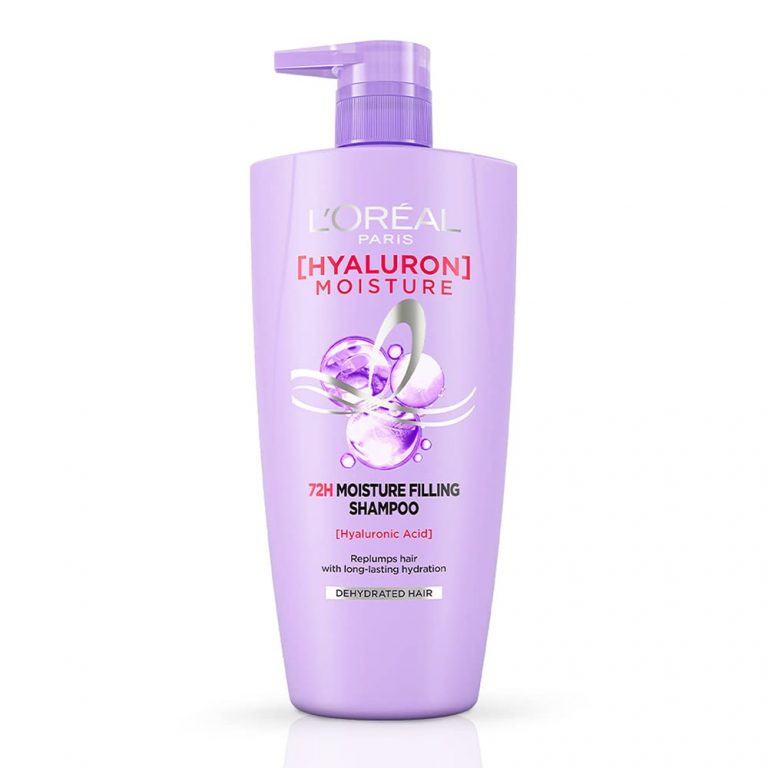 L'ORÉAL
PARIS
[HYALURON]
MOISTURE
72H MOISTURE FILLING
SHAMPOO
[Hyaluronic Acid]
Replumps hair
with long-lasting hydration
DEHYDRATED HAIR